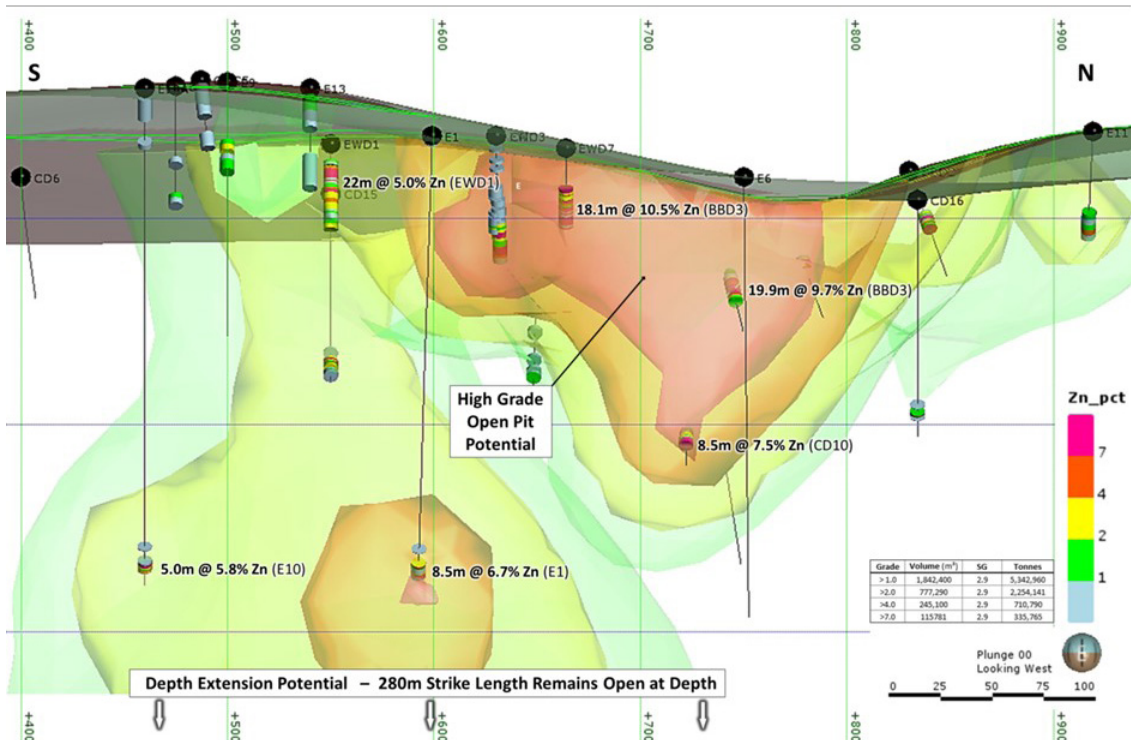 +400
+500
+600
+700
+800
+900
S
N
E13
E1
EWD3
EWD1
EWD7
E6
E11
CD6
CD15
CD16
22m @ 5.0% Zn (EWD1)
18.1m @ 10.5% Zn (BBD3)
19.9m @ 9.7% Zn (BBD3)
High Grade
Open Pit
Potential
8.5m @ 7.5% Zn (CD10)
5.0m @ 5.8% Zn (E10)
8.5m @ 6.7% Zn (E1)
Zn_pct
7
4
2
1
Grade Volume (m³) SG Tonnes
> 1.0 1,842,400 2.9 5,342,960
>2.0 777,290 2.9 2,254,141
>4.0 245,100 2.9 710,790
>7.0 115781 2.9 335,765
Plunge 00
Looking West
0 25 50 75 100
Depth Extension Potential – 280m Strike Length Remains Open at Depth
+400
+500
+600
+700
+800
+900